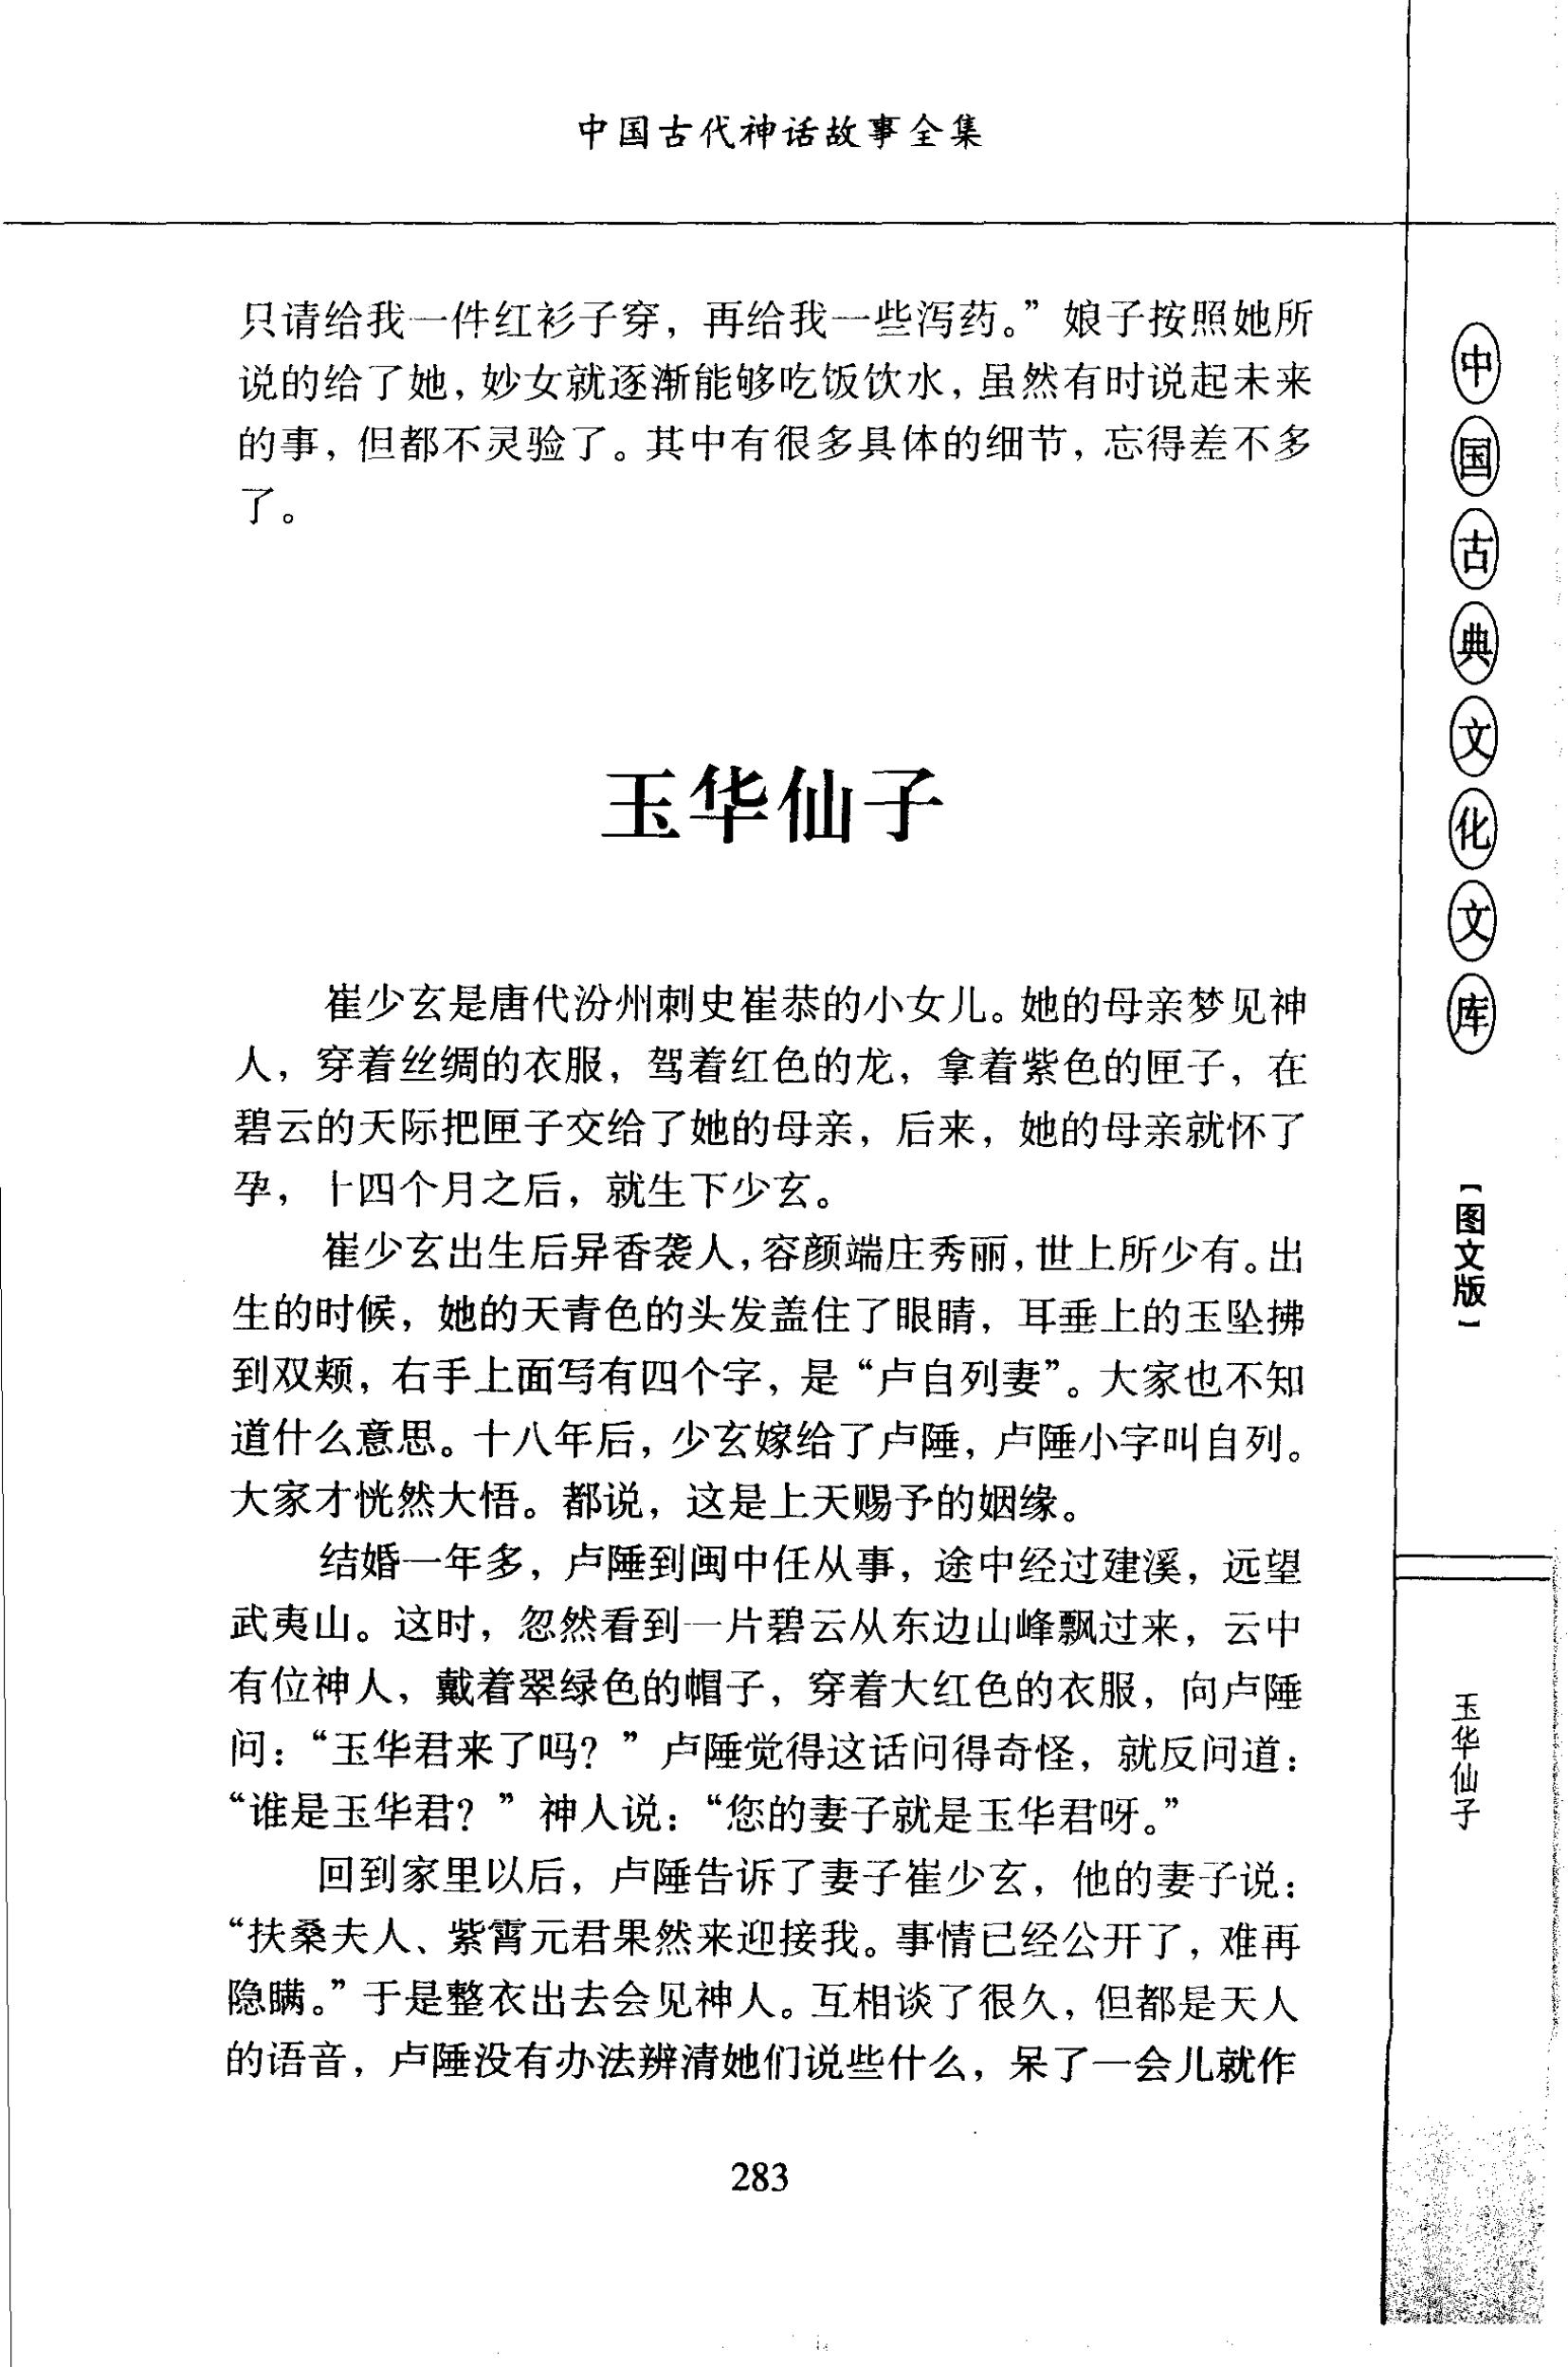 中国古代神话故事全集
只请给我一件红衫子穿，再给我一些泻药。”娘子按照她所
说的给了她，妙女就逐渐能够吃饭饮水，虽然有时说起未来
的事，但都不灵验了。其中有很多具体的细节，忘得差不多
了。
玉华仙子
崔少玄是唐代汾州刺史崔恭的小女儿。她的母亲梦见神
人，穿着丝绸的衣服，驾着红色的龙，拿着紫色的匣子，在
碧云的天际把匣子交给了她的母亲，后来，她的母亲就怀了
孕，十四个月之后，就生下少玄。
崔少玄出生后异香袭人，容颜端庄秀丽，世上所少有。出
生的时候，她的天青色的头发盖住了眼睛，耳垂上的玉坠拂
到双颊，右手上面写有四个字，是“卢自列妻”。大家也不知
道什么意思。十八年后，少玄嫁给了卢陲，卢陲小字叫自列。
大家才恍然大悟。都说，这是上天赐予的姻缘。
结婚一年多，卢陲到闽中任从事，途中经过建溪，远望
武夷山。这时，忽然看到一片碧云从东边山峰飘过来，云中
有位神人，戴着翠绿色的帽子，穿着大红色的衣服，向卢陲
问：“玉华君来了吗？”卢陲觉得这话问得奇怪，就反问道：
“谁是玉华君？”神人说：“您的妻子就是玉华君呀。”
回到家里以后，卢陲告诉了妻子崔少玄，他的妻子说：
“扶桑夫人、紫霄元君果然来迎接我。事情已经公开了，难再
隐瞒。”于是整衣出去会见神人。互相谈了很久，但都是天人
的语音，卢陲没有办法辨清她们说些什么，呆了一会儿就作
283
中国古典文化文库
【图文版】
玉华仙子